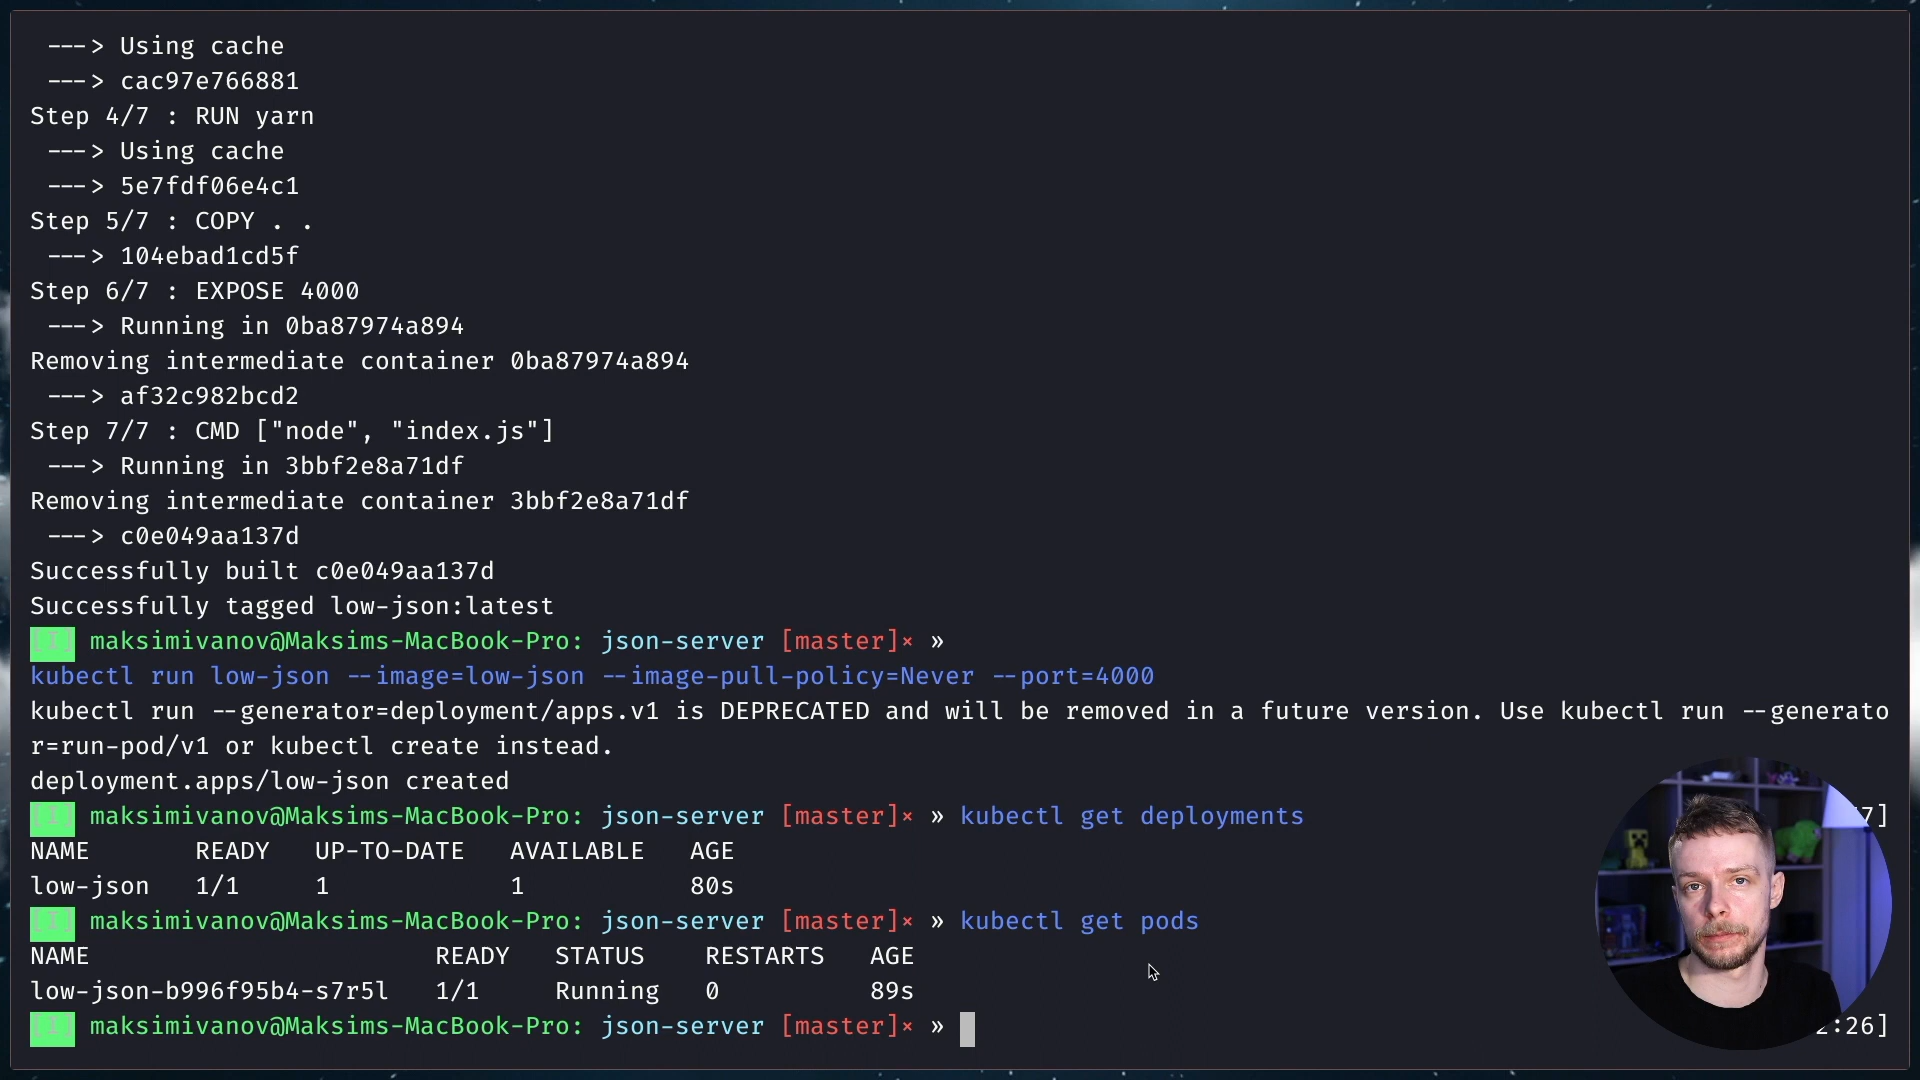 ---> Using cache
---> cac97e766881
Step 4/7 : RUN yarn
---> Using cache
---> 5e7fdf06e4c1
Step 5/7 : COPY . .
---> 104ebad1cd5f
Step 6/7 : EXPOSE 4000
---> Running in 0ba87974a894
Removing intermediate container 0ba87974a894
---> af32c982bcd2
Step 7/7 : CMD ["node", "index.js"]
---> Running in 3bbf2e8a71df
Removing intermediate container 3bbf2e8a71df
---> c0e049aa137d
Successfully built c0e049aa137d
Successfully tagged low-json:latest
[I] maksimivanov@Maksims-MacBook-Pro: json-server [master]× »
kubectl run low-json --image=low-json --image-pull-policy=Never --port=4000
kubectl run --generator=deployment/apps.v1 is DEPRECATED and will be removed in a future version. Use kubectl run --generato
r=run-pod/v1 or kubectl create instead.
deployment.apps/low-json created
[I] maksimivanov@Maksims-MacBook-Pro: json-server [master]× » kubectl get deployments 7]
NAME READY UP-TO-DATE AVAILABLE AGE
low-json 1/1 1 1 80s
[I] maksimivanov@Maksims-MacBook-Pro: json-server [master]× » kubectl get pods
NAME READY STATUS RESTARTS AGE
low-json-b996f95b4-s7r5l 1/1 Running 0 89s
[I] maksimivanov@Maksims-MacBook-Pro: json-server [master]× » 2:26]